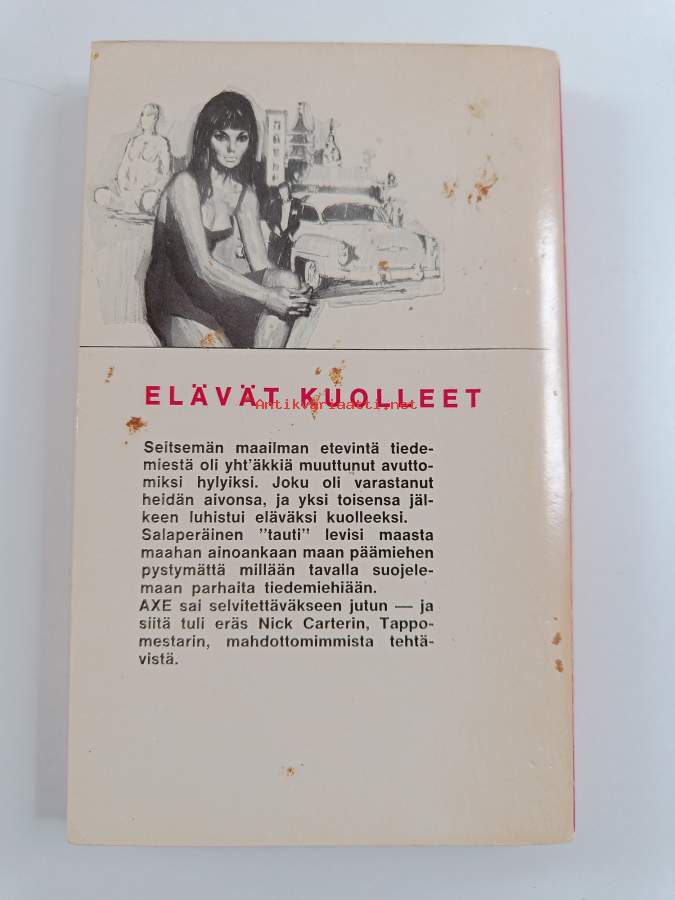 ELÄVÄT KUOLLEET
Antikvariaatti.net
Seitsemän maailman etevintä tiede-
miestä oli yht'äkkiä muuttunut avutto-
miksi hylyiksi. Joku oli varastanut
heidän aivonsa, ja yksi toisensa jäl-
keen luhistui eläväksi kuolleeksi.
Salaperäinen "tauti" levisi maasta
maahan ainoankaan maan päämiehen
pystymättä millään tavalla suojele-
maan parhaita tiedemiehiään.
AXE sai selvitettäväkseen jutun — ja
siitä tuli eräs Nick Carterin, Tappo-
mestarin, mahdottomimmista tehtä-
vistä.